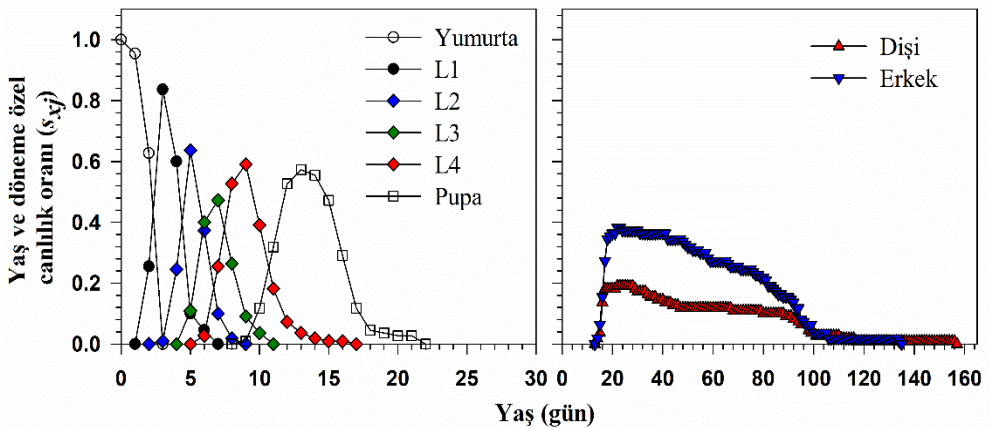 Yaş ve döneme özel
canlılık oranı (sxj)
1.0
0.8
0.6
0.4
0.2
0.0
Yumurta
L1
L2
L3
L4
Pupa
0 5 10 15 20 25 30
Dişi
Erkek
0 20 40 60 80 100 120 140 160
Yaş (gün)